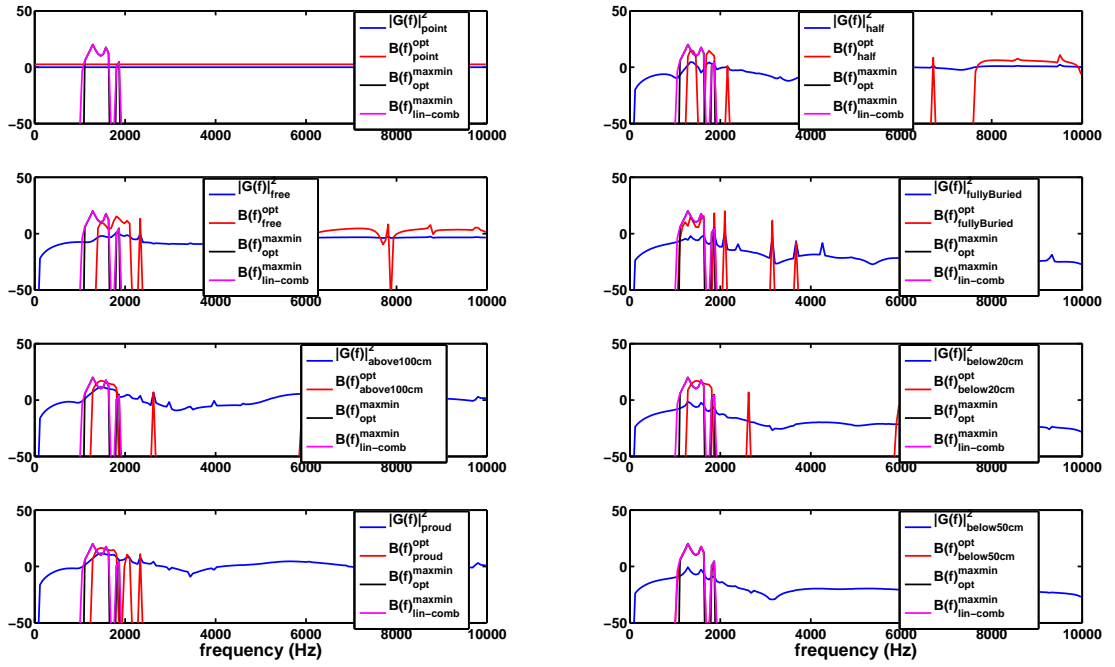 50
0
−50
0 2000 4000 6000 8000 10000
|G(f)|²point
B(f)optpoint
B(f)maxminopt
B(f)maxminlin−comb
50
0
−50
0 2000 4000 6000 8000 10000
|G(f)|²half
B(f)opthalf
B(f)maxminopt
B(f)maxminlin−comb
50
0
−50
0 2000 4000 6000 8000 10000
|G(f)|²free
B(f)optfree
B(f)maxminopt
B(f)maxminlin−comb
50
0
−50
0 2000 4000 6000 8000 10000
|G(f)|²fullyBuried
B(f)optfullyBuried
B(f)maxminopt
B(f)maxminlin−comb
50
0
−50
0 2000 4000 6000 8000 10000
|G(f)|²above100cm
B(f)optabove100cm
B(f)maxminopt
B(f)maxminlin−comb
50
0
−50
0 2000 4000 6000 8000 10000
|G(f)|²below20cm
B(f)optbelow20cm
B(f)maxminopt
B(f)maxminlin−comb
50
0
−50
0 2000 4000 6000 8000 10000
frequency (Hz)
|G(f)|²proud
B(f)optproud
B(f)maxminopt
B(f)maxminlin−comb
50
0
−50
0 2000 4000 6000 8000 10000
frequency (Hz)
|G(f)|²below50cm
B(f)optbelow50cm
B(f)maxminopt
B(f)maxminlin−comb